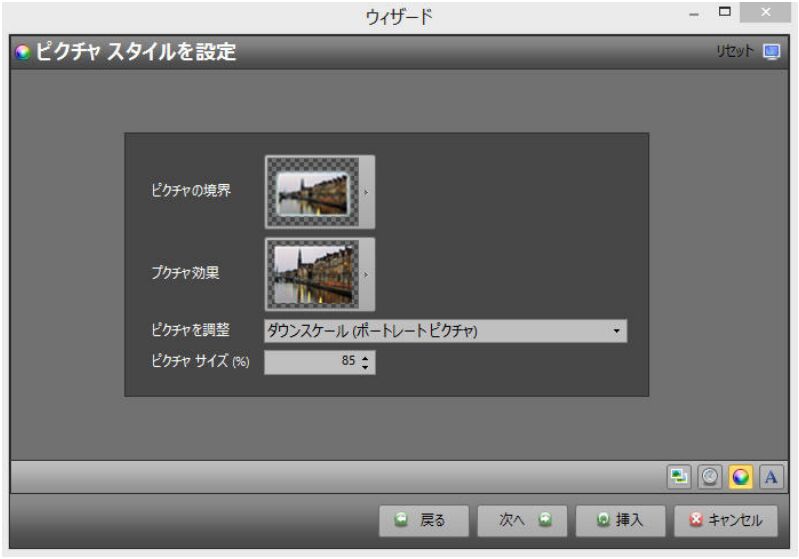 ウィザード
ピクチャ スタイルを設定
リセット
ピクチャの境界
プクチャ効果
ピクチャを調整
ダウンスケール (ポートレートピクチャ)
ピクチャ サイズ (%)
85
A
戻る
次へ
挿入
キャンセル